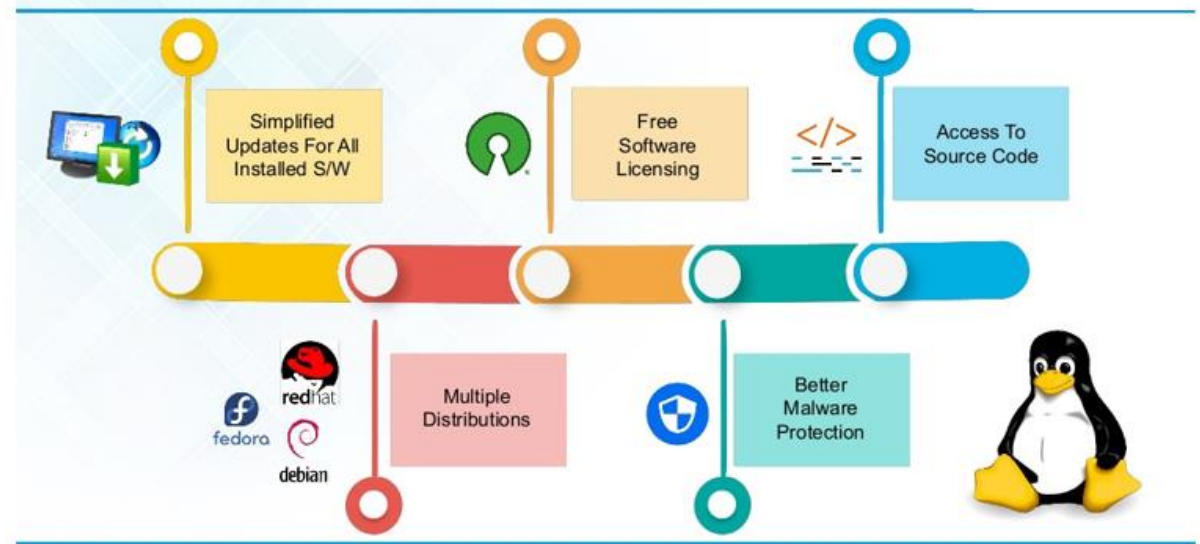 Simplified
Updates For All
Installed S/W
Free
Software
Licensing
</>
Access To
Source Code
redhat
fedora
debian
Multiple
Distributions
Better
Malware
Protection